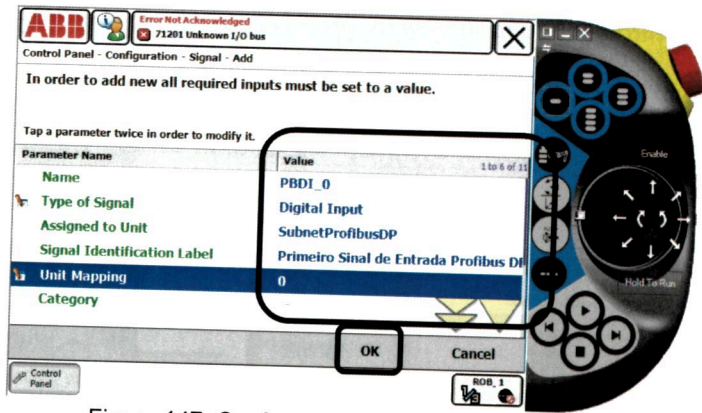 ABB
Error Not Acknowledged
71201 Unknown I/O bus
Control Panel - Configuration - Signal - Add
In order to add new all required inputs must be set to a value.
Tap a parameter twice in order to modify it.
Parameter Name Value 1 to 6 of 11
Name PBDI_0
Type of Signal Digital Input
Assigned to Unit SubnetProfibusDP
Signal Identification Label Primeiro Sinal de Entrada Profibus DP
Unit Mapping 0
Category
OK Cancel
Control Panel
ROB_1
Enable
Hold To Run